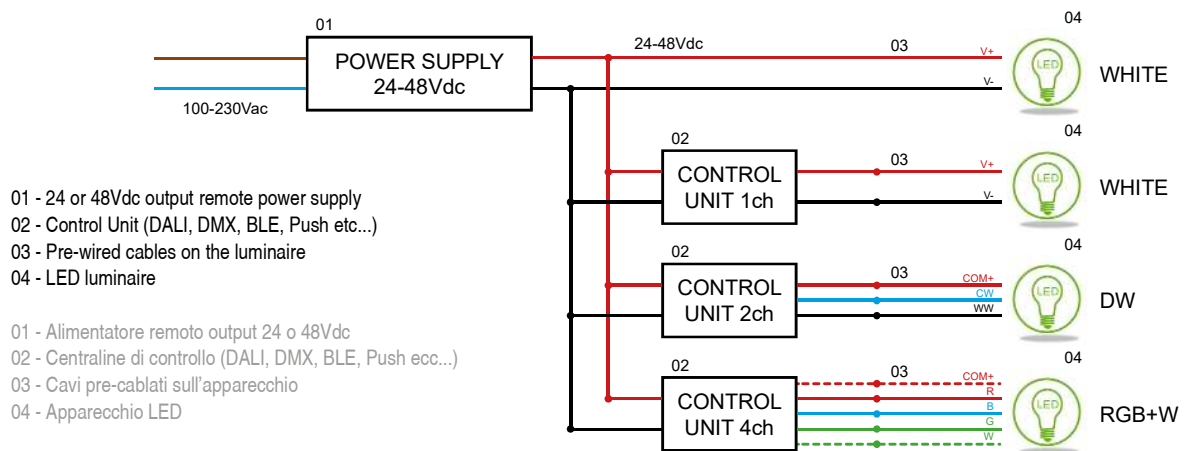 01
POWER SUPPLY
24-48Vdc
100-230Vac
24-48Vdc
03
V+
V-
04
LED
WHITE
02
CONTROL
UNIT 1ch
03
V+
V-
04
LED
WHITE
02
CONTROL
UNIT 2ch
03
COM+
CW
WW
04
LED
DW
02
CONTROL
UNIT 4ch
03
COM+
R
B
G
W
04
LED
RGB+W
01 - 24 or 48Vdc output remote power supply
02 - Control Unit (DALI, DMX, BLE, Push etc...)
03 - Pre-wired cables on the luminaire
04 - LED luminaire
01 - Alimentatore remoto output 24 o 48Vdc
02 - Centraline di controllo (DALI, DMX, BLE, Push ecc...)
03 - Cavi pre-cablati sull'apparecchio
04 - Apparecchio LED